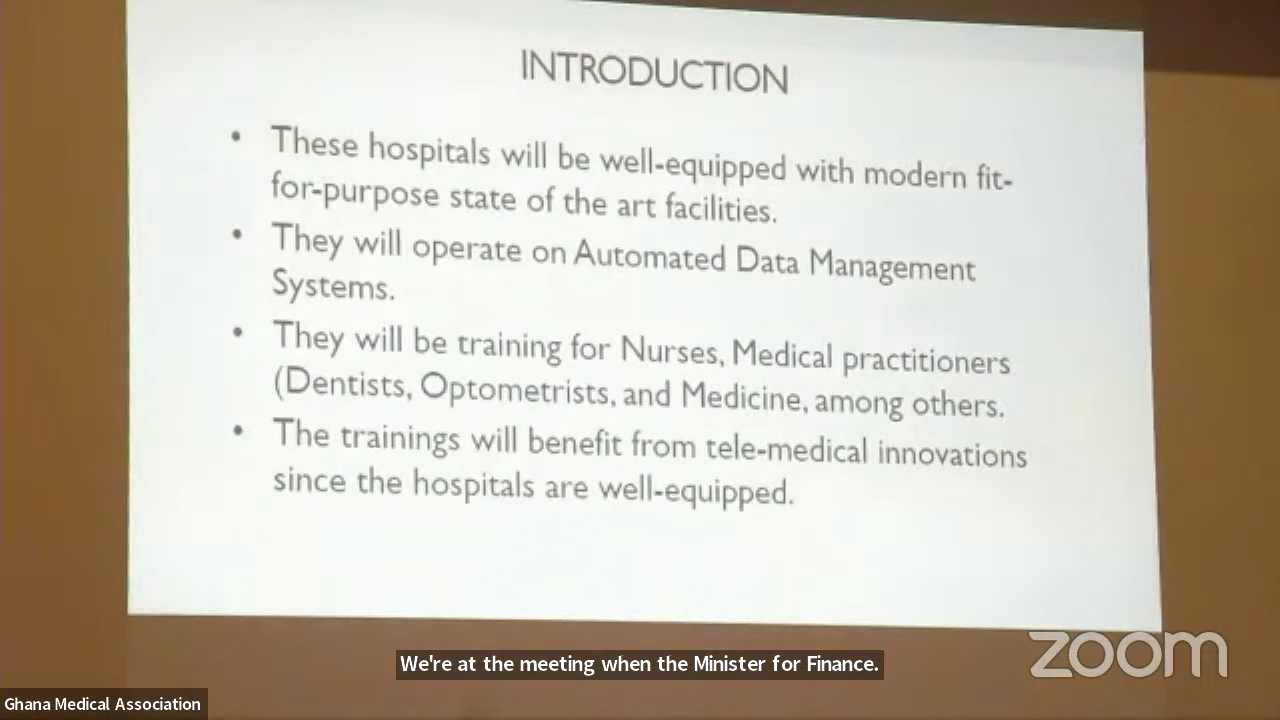 INTRODUCTION
• These hospitals will be well-equipped with modern fit-
for-purpose state of the art facilities.
• They will operate on Automated Data Management
Systems.
• They will be training for Nurses, Medical practitioners
(Dentists, Optometrists, and Medicine, among others.
• The trainings will benefit from tele-medical innovations
since the hospitals are well-equipped.
We're at the meeting when the Minister for Finance.
zoom
Ghana Medical Association